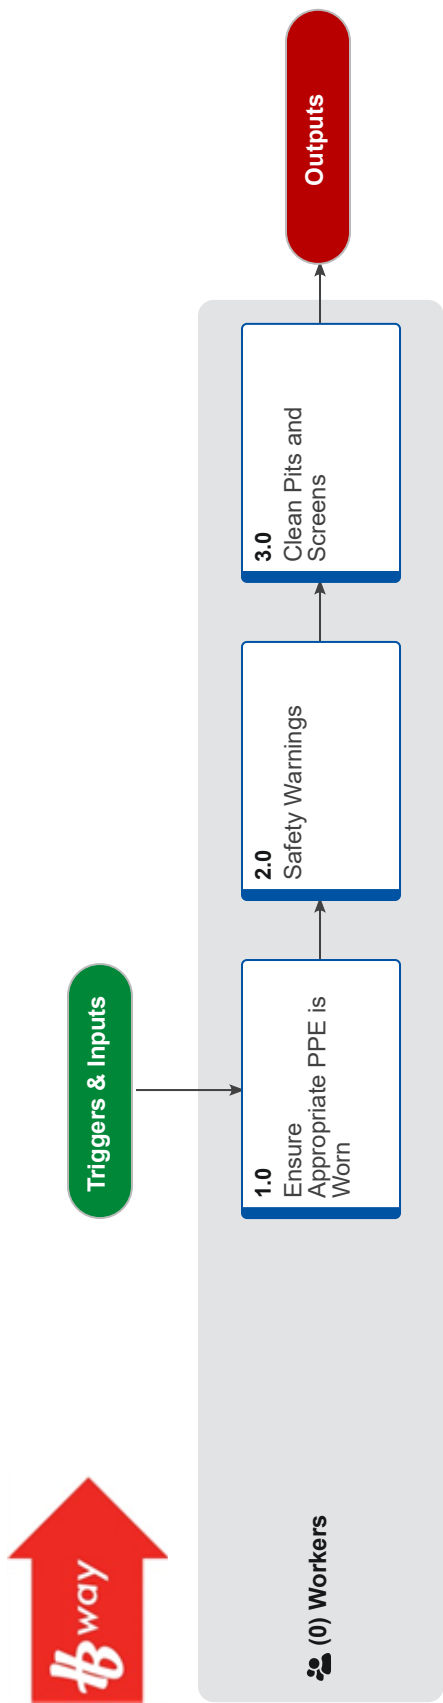 HB way
Triggers & Inputs
(0) Workers
1.0
Ensure
Appropriate PPE is
Worn
2.0
Safety Warnings
3.0
Clean Pits and
Screens
Outputs